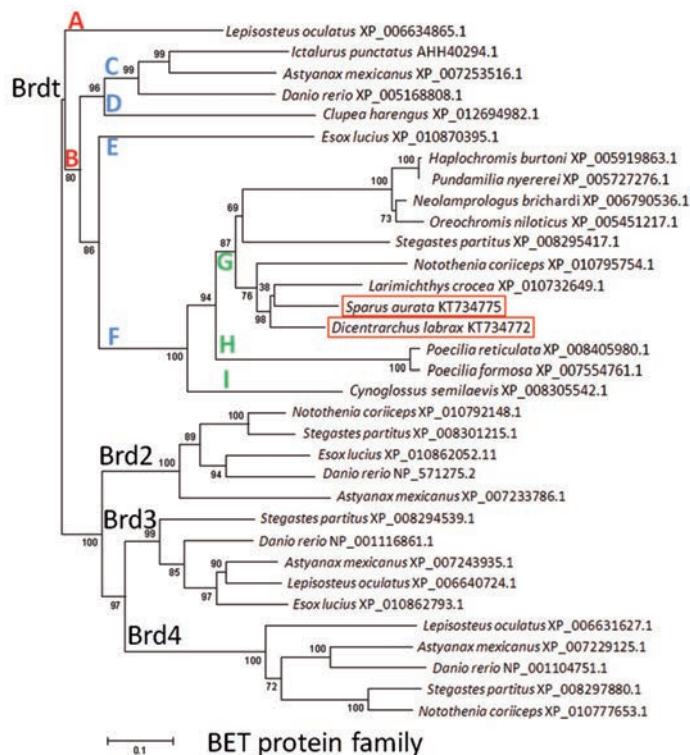 A
Lepisosteus oculatus XP_006634865.1
99
Ictalurus punctatus AHH40294.1
C
99
Astyanax mexicanus XP_007253516.1
Brdt
96
Danio rerio XP_005168808.1
D
Clupea harengus XP_012694982.1
E
Esox lucius XP_010870395.1
B
80
Haplochromis burtoni XP_005919863.1
100
Pundamilia nyererei XP_005727276.1
Neolamprologus brichardi XP_006790536.1
69
73
Oreochromis niloticus XP_005451217.1
86
87
Stegastes partitus XP_008295417.1
G
Notothenia coriiceps XP_010795754.1
76
38
Larimichthys crocea XP_010732649.1
94
Sparus aurata KT734775
98
Dicentrarchus labrax KT734772
F
H
Poecilia reticulata XP_008405980.1
100
100
Poecilia formosa XP_007554761.1
I
Cynoglossus semilaevis XP_008305542.1
100
Notothenia coriiceps XP_010792148.1
89
Stegastes partitus XP_008301215.1
Brd2
Esox lucius XP_010862052.11
100
94
Danio rerio NP_571275.2
Astyanax mexicanus XP_007233786.1
Brd3
Stegastes partitus XP_008294539.1
99
100
Danio rerio NP_001116861.1
85
90
Astyanax mexicanus XP_007243935.1
97
Lepisosteus oculatus XP_006640724.1
97
Esox lucius XP_010862793.1
Brd4
Lepisosteus oculatus XP_006631627.1
100
100
Astyanax mexicanus XP_007229125.1
72
Danio rerio NP_001104751.1
Stegastes partitus XP_008297880.1
100
Notothenia coriiceps XP_010777653.1
0.1
BET protein family